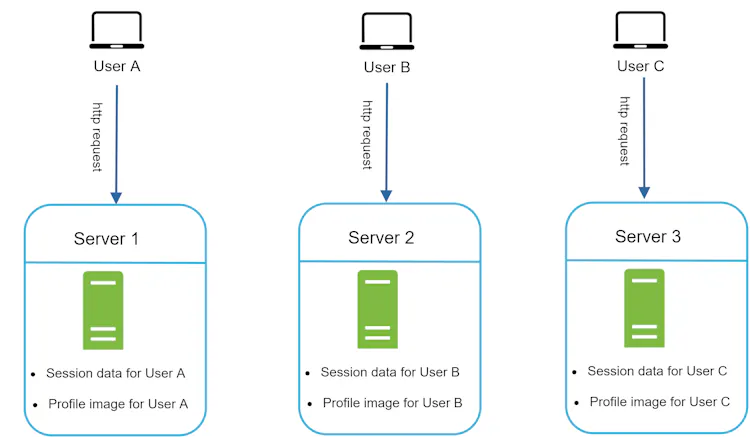 User A
User B
User C
http request
http request
http request
Server 1
Server 2
Server 3
• Session data for User A
• Profile image for User A
• Session data for User B
• Profile image for User B
• Session data for User C
• Profile image for User C